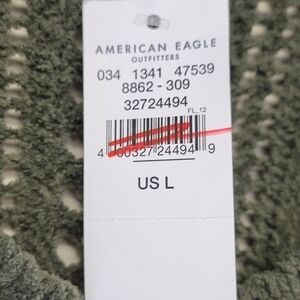 AMERICAN EAGLE
OUTFITTERS
034 1341 47539
8862 - 309
32724494
FL_12
4 00327 24494 9
US L